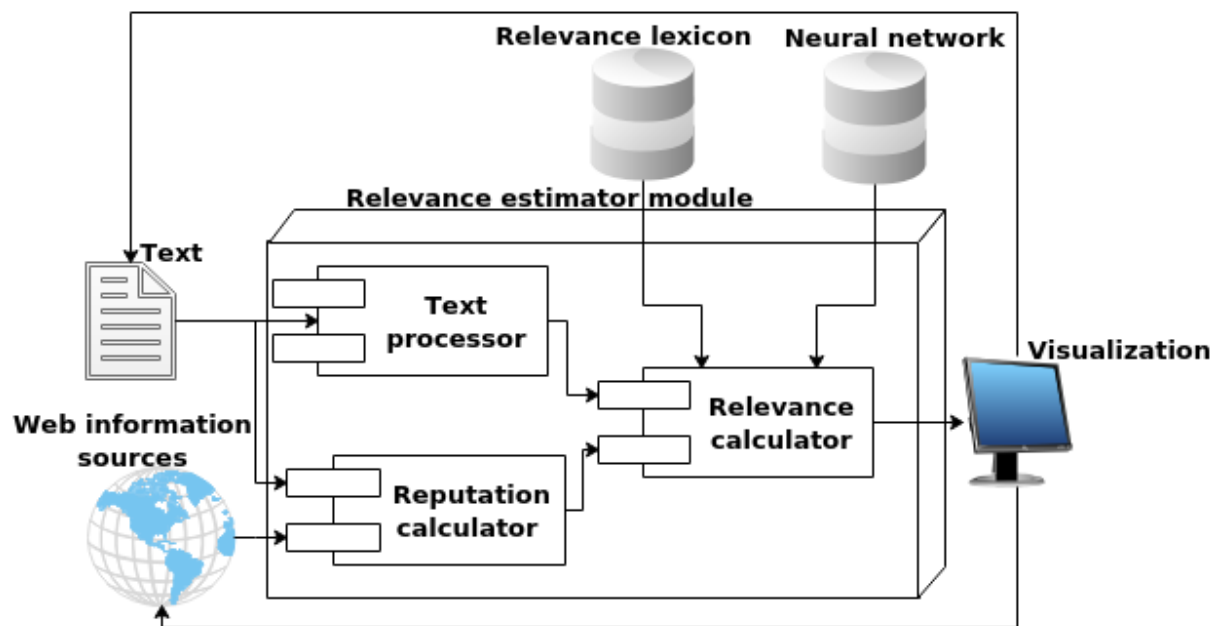 Relevance lexicon
Neural network
Relevance estimator module
Text
Text
processor
Visualization
Relevance
calculator
Web information
sources
Reputation
calculator